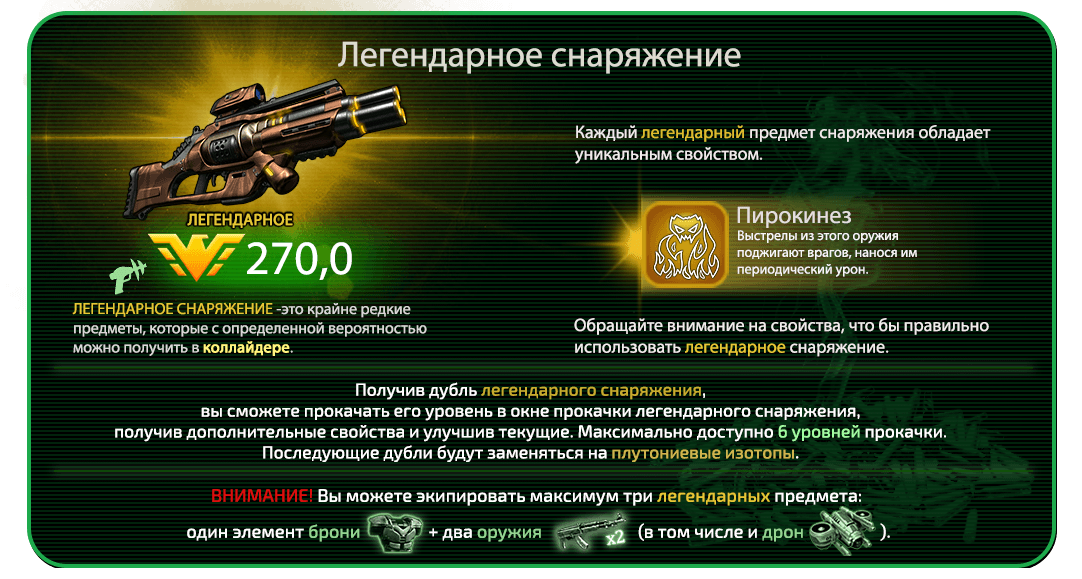 Легендарное снаряжение
ЛЕГЕНДАРНОЕ
270,0
ЛЕГЕНДАРНОЕ СНАРЯЖЕНИЕ -это крайне редкие
предметы, которые с определенной вероятностью
можно получить в коллайдере.
Каждый легендарный предмет снаряжения обладает
уникальным свойством.
Пирокинез
Выстрелы из этого оружия
поджигают врагов, нанося им
периодический урон.
Обращайте внимание на свойства, что бы правильно
использовать легендарное снаряжение.
Получив дубль легендарного снаряжения,
вы сможете прокачать его уровень в окне прокачки легендарного снаряжения,
получив дополнительные свойства и улучшив текущие. Максимально доступно 6 уровней прокачки.
Последующие дубли будут заменяться на плутониевые изотопы.
ВНИМАНИЕ! Вы можете экипировать максимум три легендарных предмета:
один элемент брони + два оружия x2 (в том числе и дрон ).